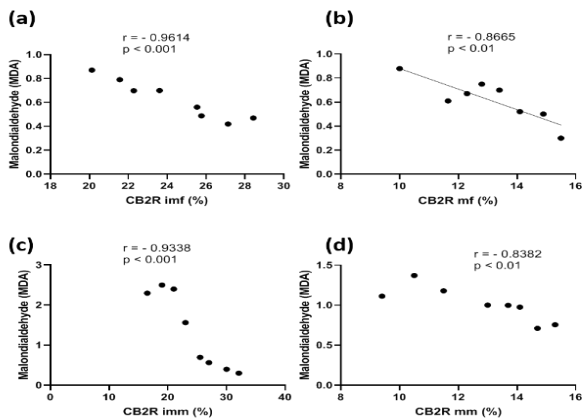 (a)
r = - 0.9614
p < 0.001
Malondialdehyde (MDA)
1.0
0.8
0.6
0.4
0.2
0.0
18 20 22 24 26 28 30
CB2R imf (%)
(b)
r = - 0.8665
p < 0.01
Malondialdehyde (MDA)
1.0
0.8
0.6
0.4
0.2
0.0
8 10 12 14 16
CB2R mf (%)
(c)
r = - 0.9338
p < 0.001
Malondialdehyde (MDA)
3
2
1
0
0 10 20 30 40
CB2R imm (%)
(d)
r = - 0.8382
p < 0.01
Malondialdehyde (MDA)
1.5
1.0
0.5
0.0
8 10 12 14 16
CB2R mm (%)